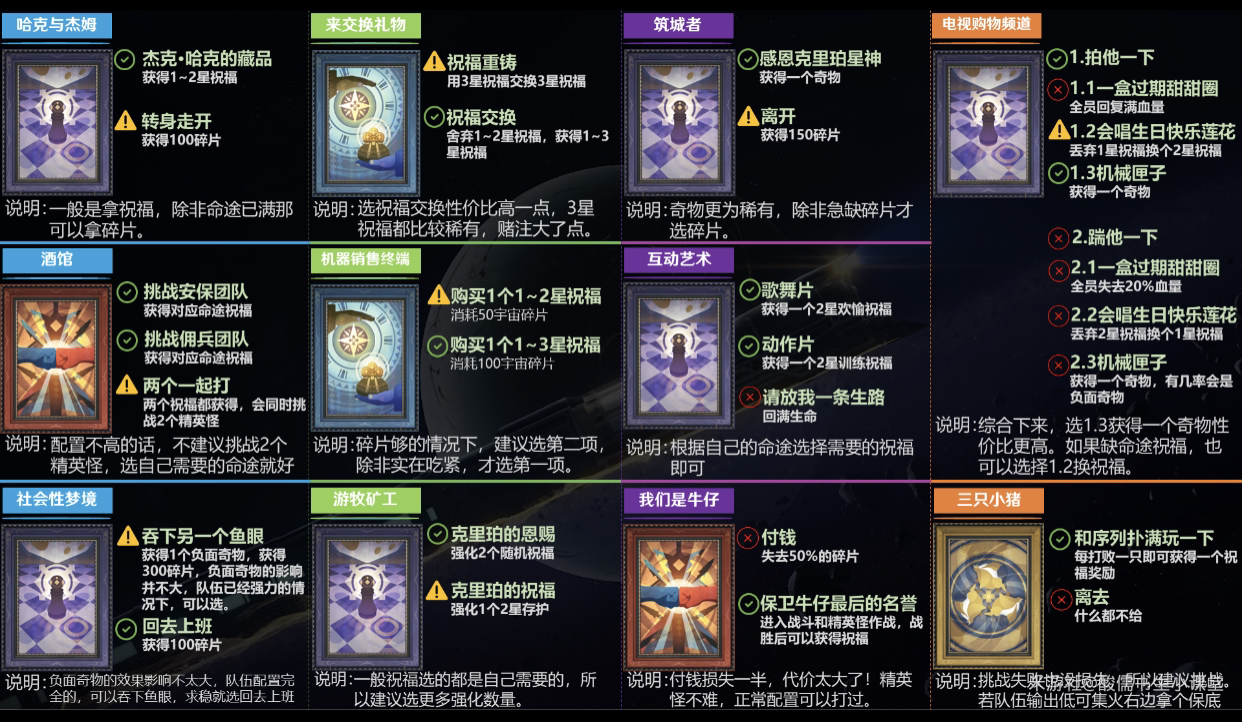 哈克与杰姆
杰克·哈克的藏品
获得1~2星祝福
转身走开
获得100碎片
说明:一般是拿祝福，除非命途已满那
可以拿碎片。
来交换礼物
祝福重铸
用3星祝福交换3星祝福
祝福交换
舍弃1~2星祝福，获得1~3
星祝福
说明:选祝福交换性价比高一点，3星
祝福都比较稀有，赌注大了点。
筑城者
感恩克里珀星神
获得一个奇物
离开
获得150碎片
说明:奇物更为稀有，除非急缺碎片才
选碎片。
电视购物频道
1.拍他一下
1.1一盒过期甜甜圈
全员回复满血量
1.2会唱生日快乐莲花
丢弃1星祝福换个2星祝福
1.3机械匣子
获得一个奇物
2.踹他一下
2.1一盒过期甜甜圈
全员失去20%血量
2.2会唱生日快乐莲花
丢弃2星祝福换个1星祝福
2.3机械匣子
获得一个奇物，有几率会是
负面奇物
说明:综合下来，选1.3获得一个奇物性
价比更高。如果缺命途祝福，也
可以选择1.2换祝福。
酒馆
挑战安保团队
获得对应命途祝福
挑战佣兵团队
获得对应命途祝福
两个一起打
两个祝福都获得，会同时挑
战2个精英怪
说明:配置不高的话，不建议挑战2个
精英怪，选自己需要的命途就好
机器销售终端
购买1个1~2星祝福
消耗50宇宙碎片
购买1个1~3星祝福
消耗100宇宙碎片
说明:碎片够的情况下，建议选第二项，
除非实在吃紧，才选第一项。
互动艺术
歌舞片
获得一个2星欢愉祝福
动作片
获得一个2星训练祝福
请放我一条生路
回满生命
说明:根据自己的命途选择需要的祝福
即可
社会性梦境
吞下另一个鱼眼
获得1个负面奇物，获得
300碎片，负面奇物的影响
并不大，队伍已经强力的情
况下，可以选。
回去上班
获得100碎片
说明:负面奇物的效果影响不太大，队伍配置完
全的，可以吞下鱼眼，求稳就选回去上班
游牧矿工
克里珀的恩赐
强化2个随机祝福
克里珀的祝福
强化1个2星存护
说明:一般祝福选的都是自己需要的，所
以建议选更多强化数量。
我们是牛仔
付钱
失去50%的碎片
保卫牛仔最后的名誉
进入战斗和精英怪作战，战
胜后可以获得祝福
说明:付钱损失一半，代价太大了！精英
怪不难，正常配置可以打过。
三只小猪
和序列扑满玩一下
每打败一只即可获得一个祝
福奖励
离去
什么都不给
说明:挑战失败也没损失，所以建议挑战。
若队伍输出低可集火右边拿个保底